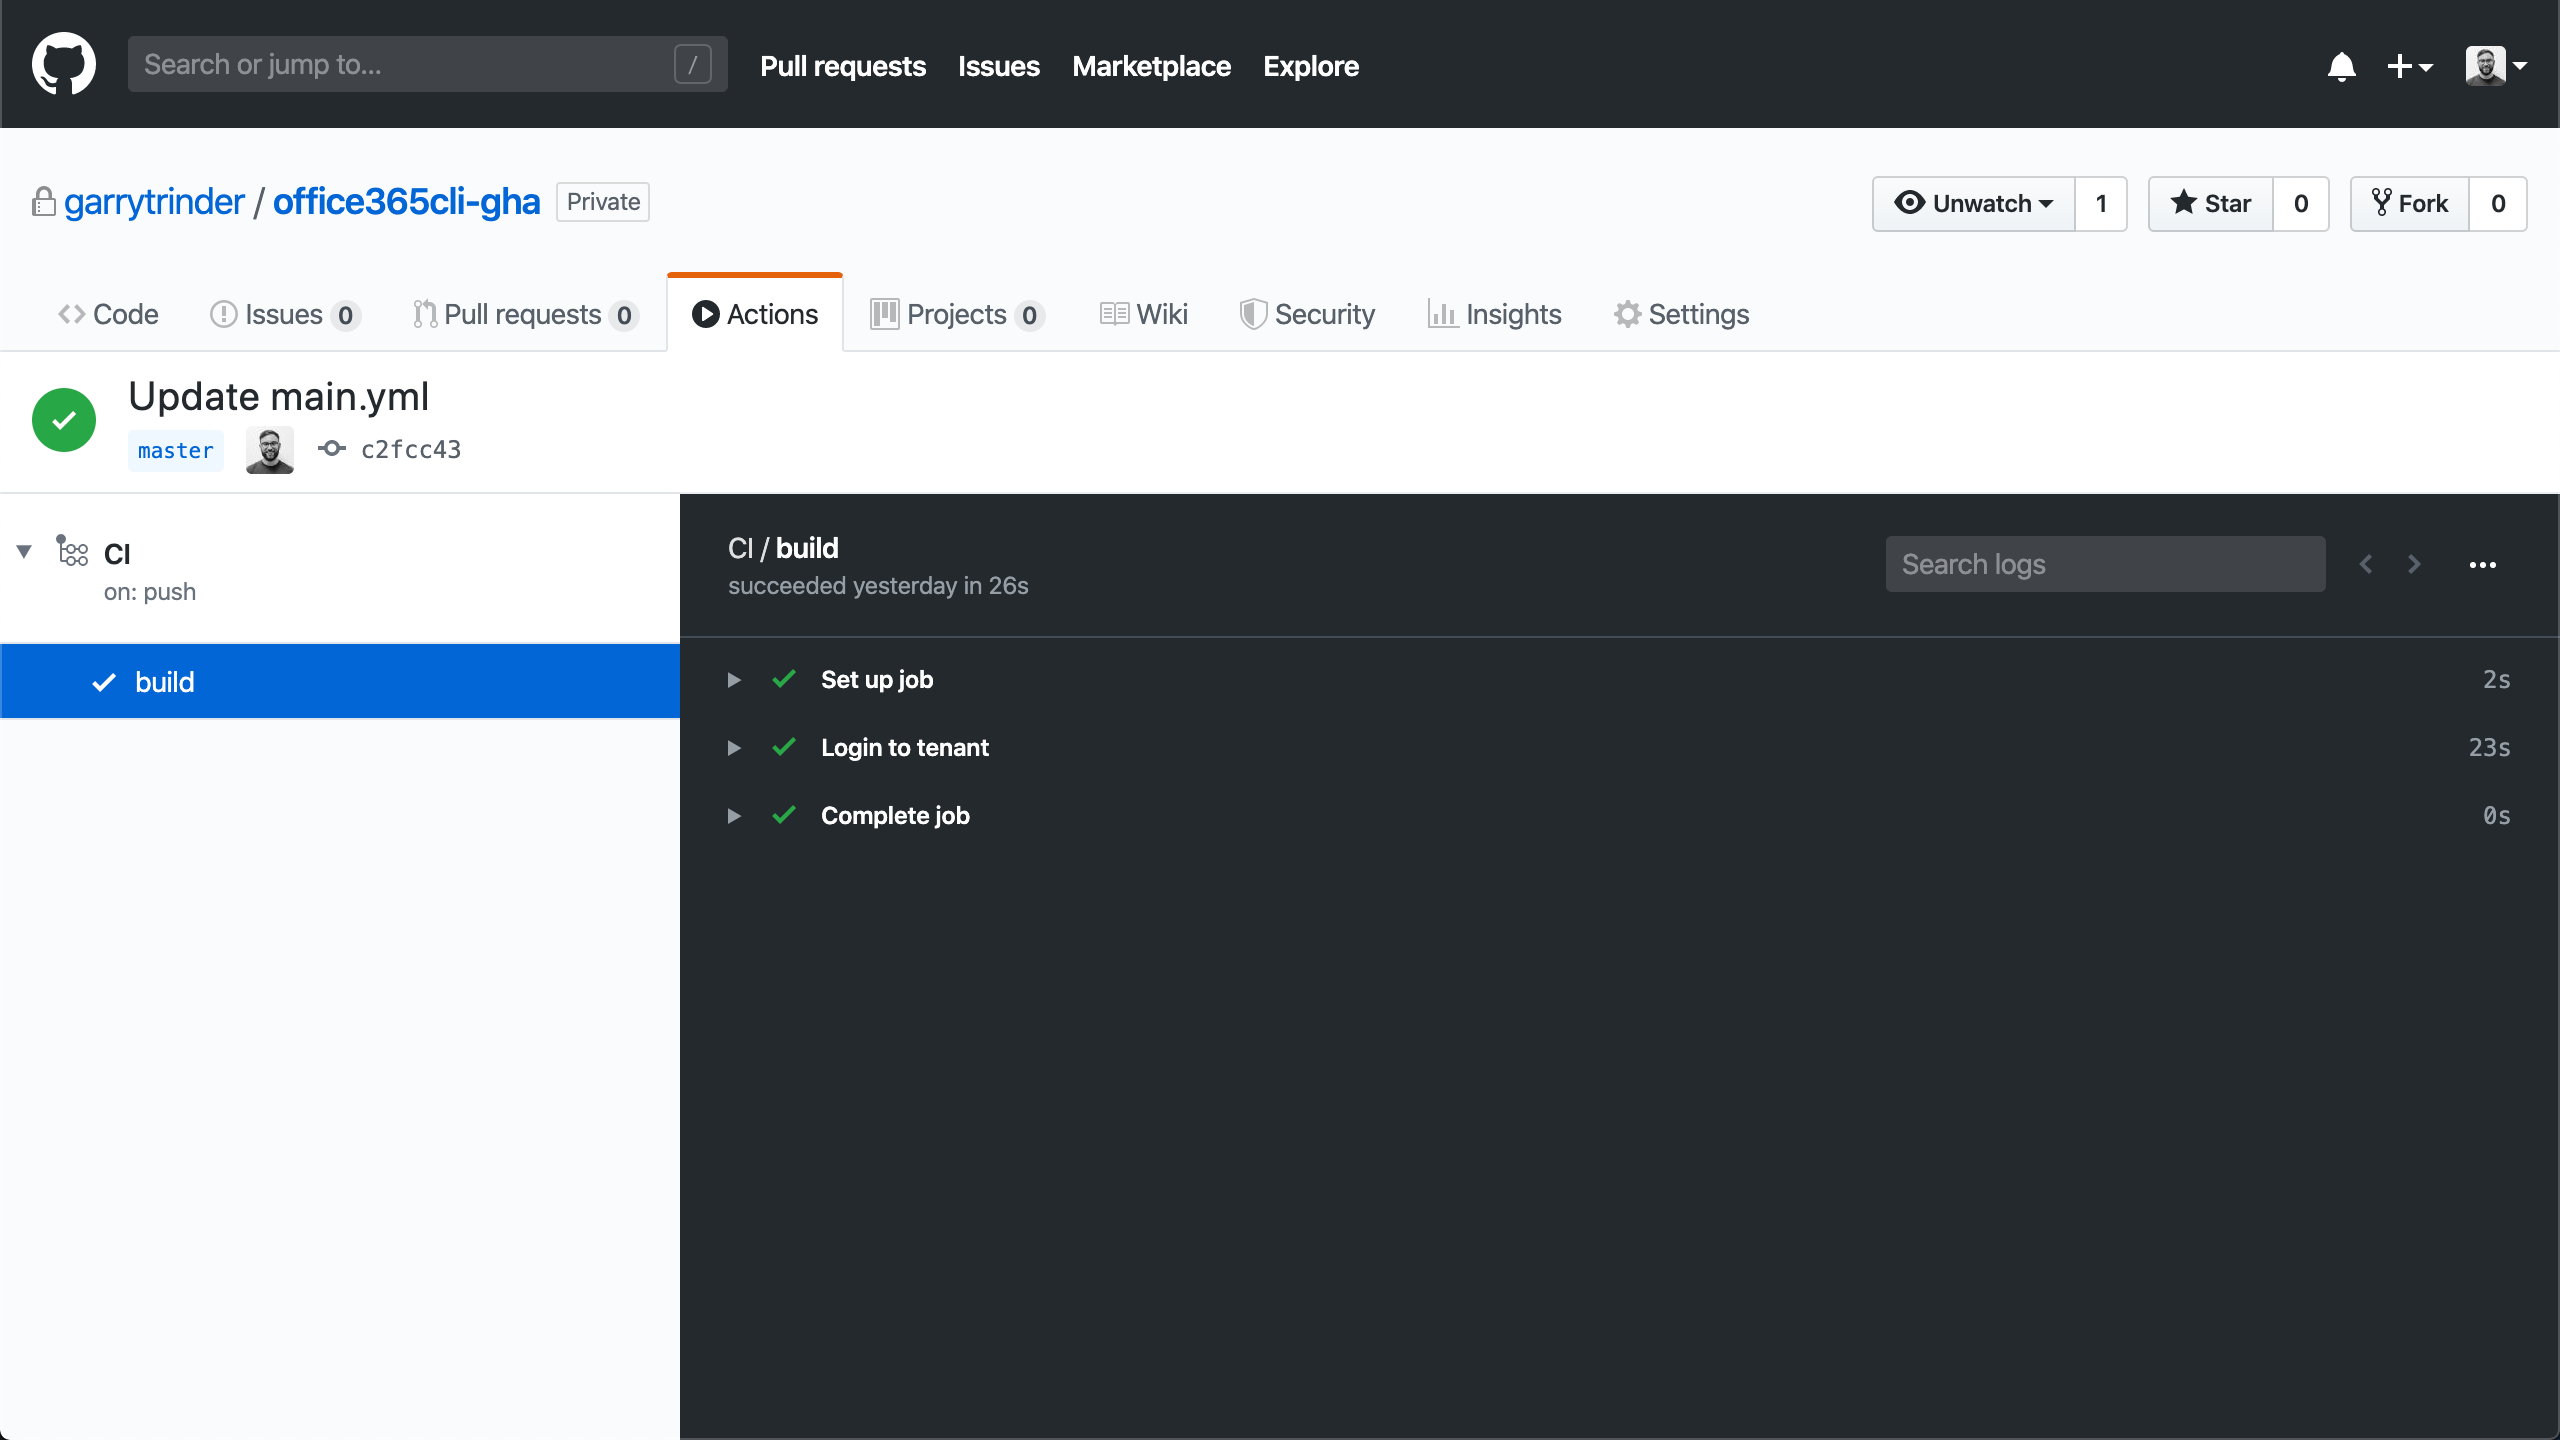 Search or jump to... /
Pull requests Issues Marketplace Explore
garrytrinder / office365cli-gha Private
Unwatch 1 Star 0 Fork 0
Code Issues 0 Pull requests 0 Actions Projects 0 Wiki Security Insights Settings
Update main.yml
master c2fcc43
CI
on: push
build
CI / build
succeeded yesterday in 26s
Search logs
Set up job 2s
Login to tenant 23s
Complete job 0s